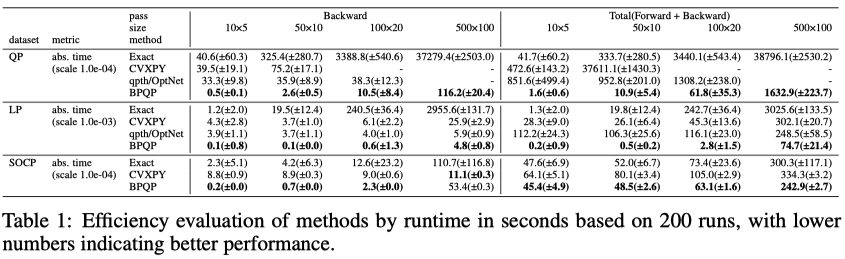 pass Backward Total(Forward + Backward)
size 10×5 50×10 100×20 500×100 10×5 50×10 100×20 500×100
dataset metric method
QP abs. time Exact 40.6(±60.3) 325.4(±280.7) 3388.8(±540.6) 37279.4(±2503.0) 41.7(±60.2) 333.7(±280.5) 3440.1(±543.4) 38796.1(±2530.2)
(scale 1.0e-04) CVXPY 39.5(±19.1) 75.2(±17.1) - - 472.6(±143.2) 37611.1(±1430.3) - -
qpth/OptNet 33.3(±9.8) 35.9(±8.9) 38.3(±12.3) - 851.6(±499.4) 952.8(±201.0) 1308.2(±238.0) -
BPQP 0.5(±0.1) 2.6(±0.5) 10.5(±8.4) 116.2(±20.4) 1.6(±0.6) 10.9(±5.4) 61.8(±35.3) 1632.9(±223.7)
LP abs. time Exact 1.2(±2.0) 19.5(±12.4) 240.5(±36.4) 2955.6(±131.7) 1.3(±2.0) 19.8(±12.4) 242.7(±36.4) 3025.6(±133.5)
(scale 1.0e-03) CVXPY 4.3(±2.8) 3.7(±1.0) 6.1(±2.2) 25.9(±2.9) 28.3(±9.0) 26.1(±6.4) 45.3(±13.6) 302.1(±20.7)
qpth/OptNet 3.9(±1.1) 3.7(±1.1) 4.0(±1.0) 5.9(±0.9) 112.2(±24.3) 106.3(±25.6) 116.1(±23.0) 248.5(±58.5)
BPQP 0.1(±0.8) 0.1(±0.0) 0.6(±1.3) 4.8(±0.8) 0.2(±0.9) 0.5(±0.2) 2.8(±1.5) 74.7(±21.4)
SOCP abs. time Exact 2.3(±5.1) 4.2(±6.3) 12.6(±23.2) 110.7(±116.8) 47.6(±6.9) 52.0(±6.7) 73.4(±23.6) 300.3(±117.1)
(scale 1.0e-04) CVXPY 8.8(±0.9) 8.9(±0.3) 9.0(±0.6) 11.1(±0.3) 64.1(±5.1) 80.1(±3.4) 105.0(±2.9) 334.3(±3.2)
BPQP 0.2(±0.0) 0.7(±0.0) 2.3(±0.0) 53.4(±0.3) 45.4(±4.9) 48.5(±2.6) 63.1(±1.6) 242.9(±2.7)
Table 1: Efficiency evaluation of methods by runtime in seconds based on 200 runs, with lower
numbers indicating better performance.